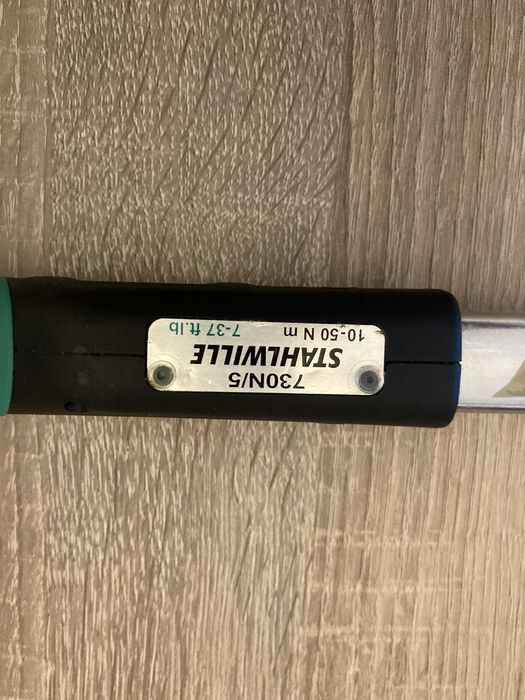 730N/5
STAHLWILLE
10-50 N m 7-37 ft.lb